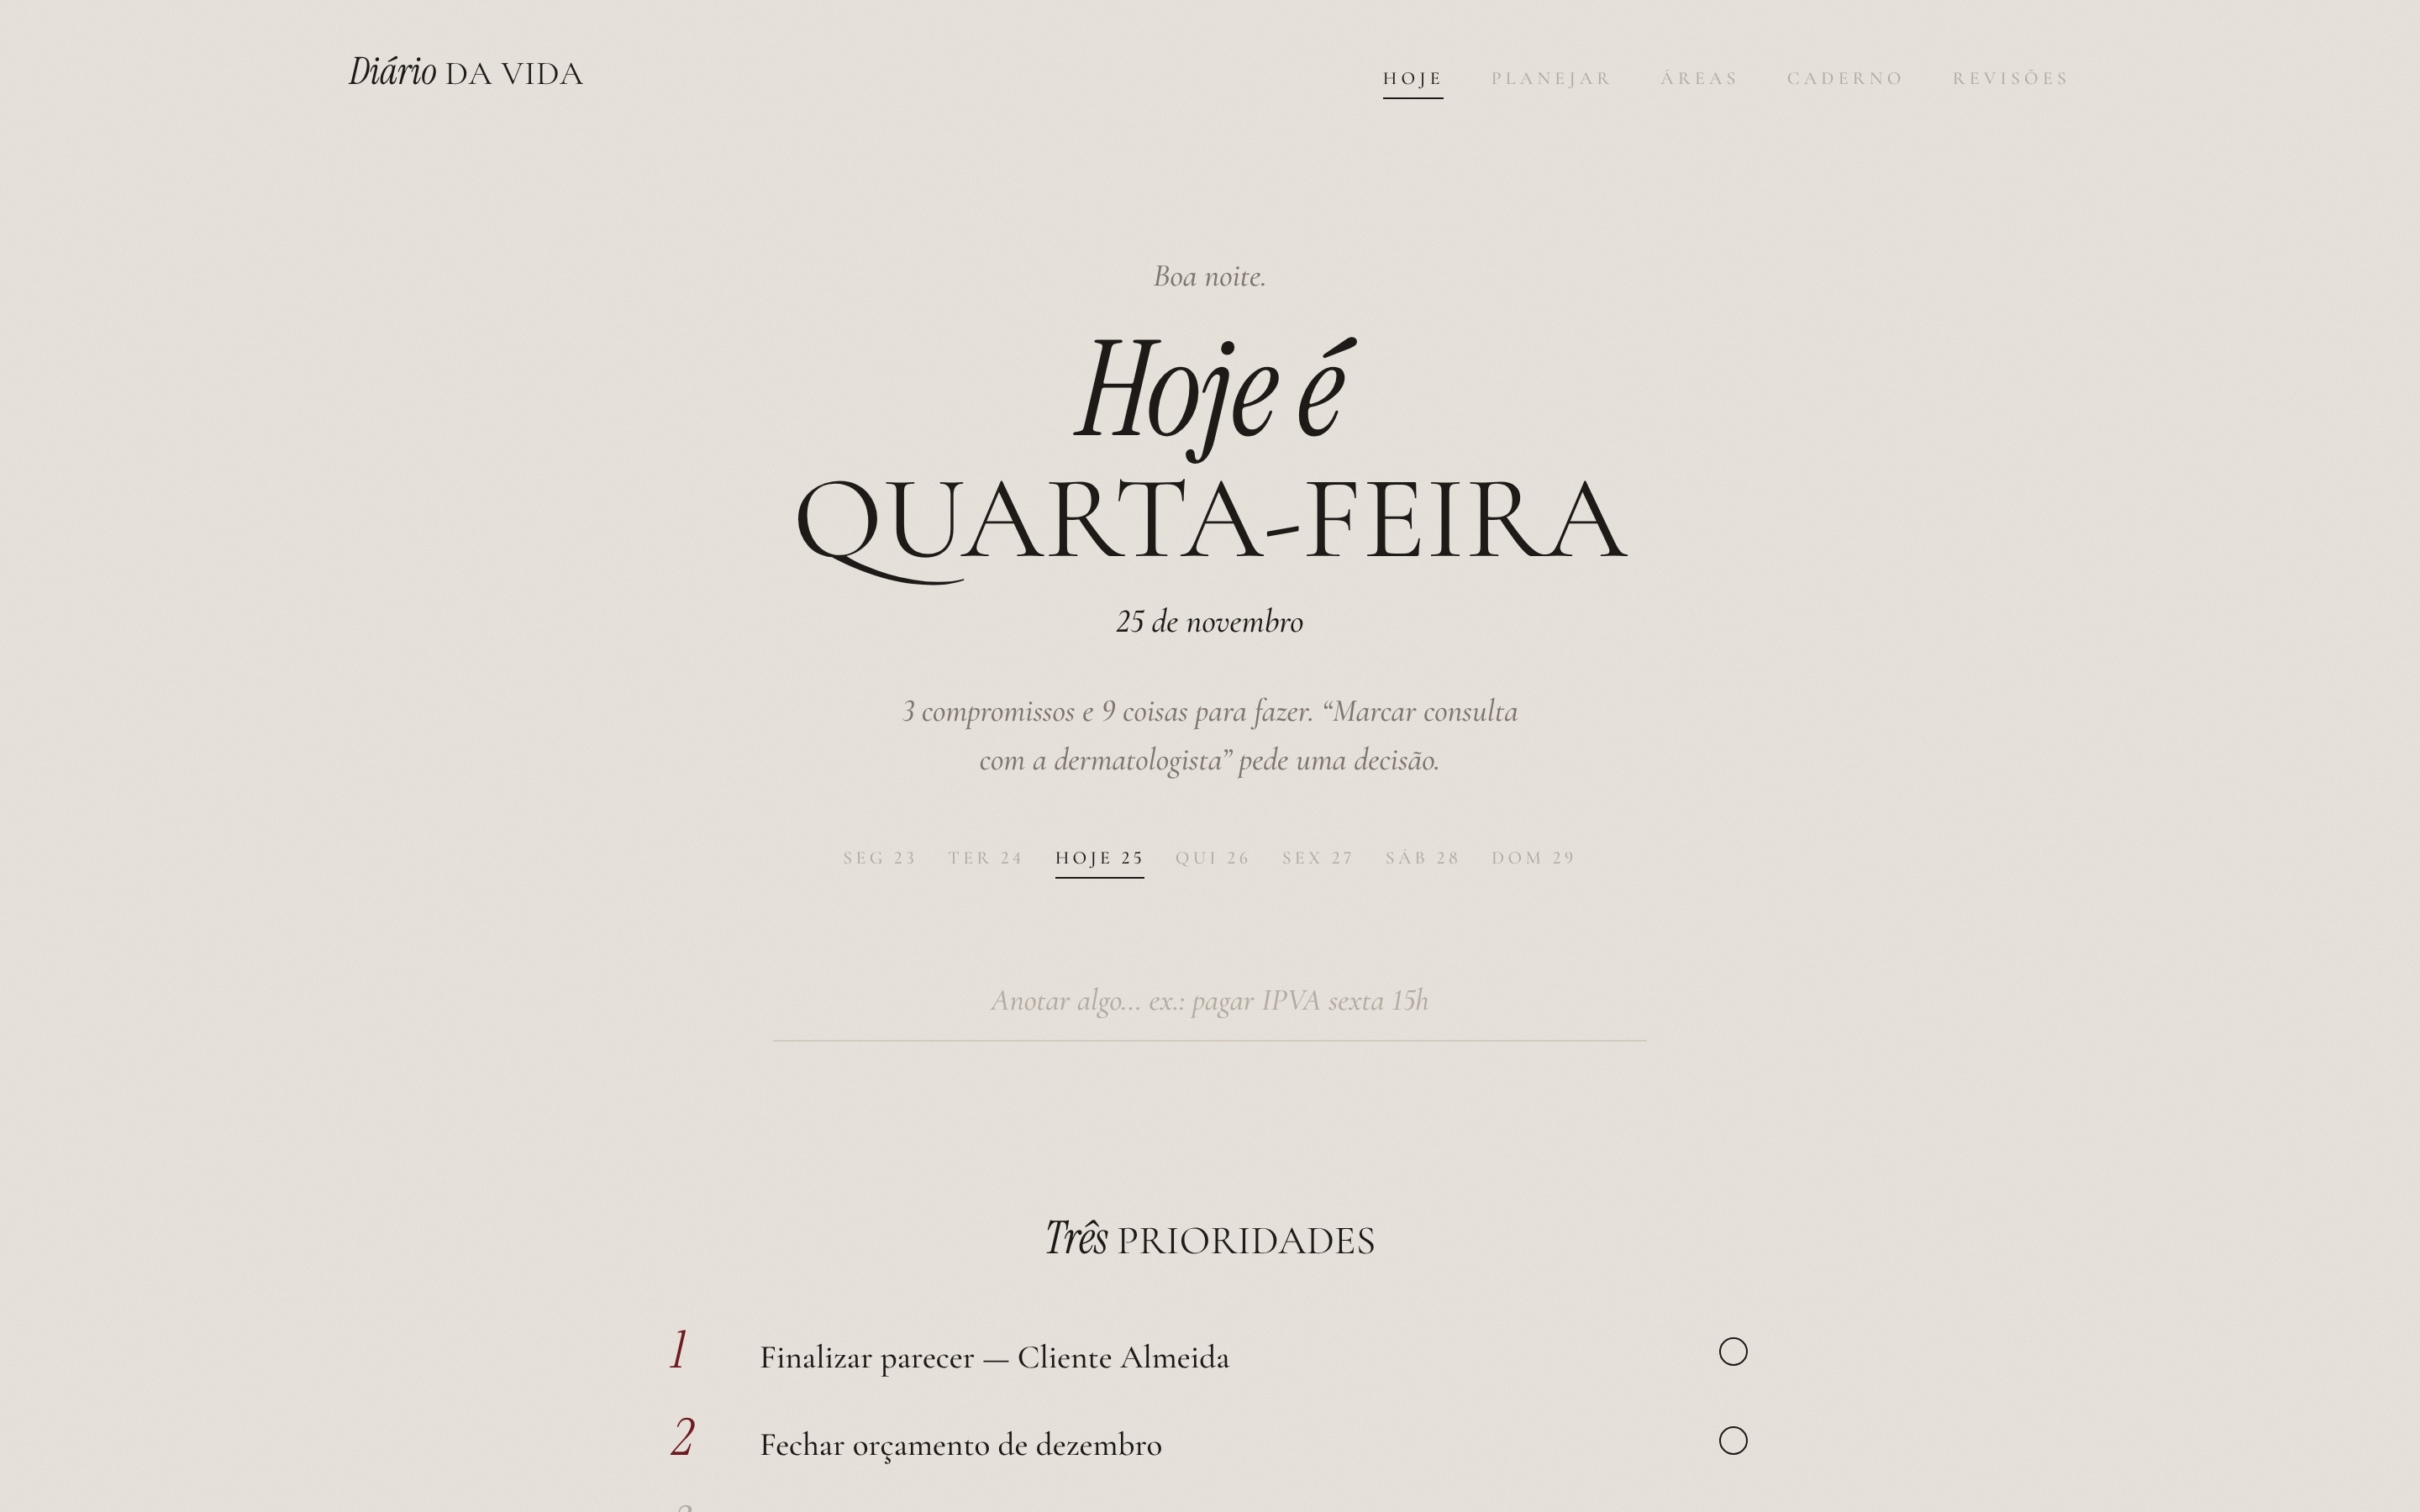 Diário DA VIDA
HOJE PLANEJAR ÁREAS CADERNO REVISÕES
Boa noite.
Hoje é
QUARTA-FEIRA
25 de novembro
3 compromissos e 9 coisas para fazer. “Marcar consulta
com a dermatologista” pede uma decisão.
SEG 23 TER 24 HOJE 25 QUI 26 SEX 27 SÁB 28 DOM 29
Anotar algo... ex.: pagar IPVA sexta 15h
Três PRIORIDADES
1 Finalizar parecer — Cliente Almeida
2 Fechar orçamento de dezembro